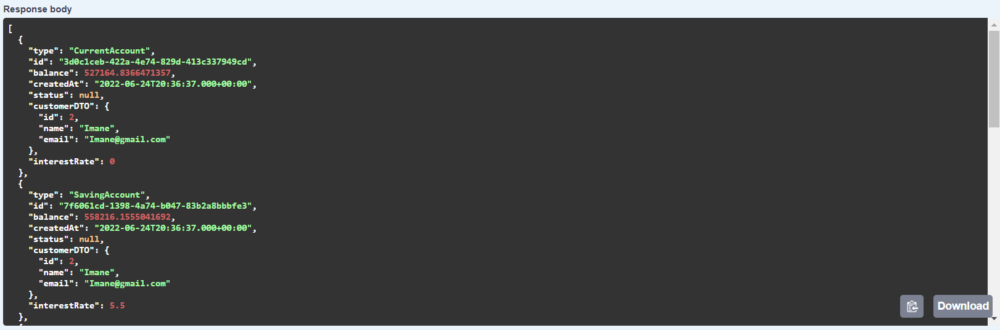 Response body
[
  {
    "type": "CurrentAccount",
    "id": "3d0c1ceb-422a-4e74-829d-413c337949cd",
    "balance": 527164.8366471357,
    "createdAt": "2022-06-24T20:36:37.000+00:00",
    "status": null,
    "customerDTO": {
      "id": 2,
      "name": "Imane",
      "email": "Imane@gmail.com"
    },
    "interestRate": 0
  },
  {
    "type": "SavingAccount",
    "id": "7f6061cd-1398-4a74-b047-83b2a8bbbfe3",
    "balance": 558216.1555041692,
    "createdAt": "2022-06-24T20:36:37.000+00:00",
    "status": null,
    "customerDTO": {
      "id": 2,
      "name": "Imane",
      "email": "Imane@gmail.com"
    },
    "interestRate": 5.5
  },
Download